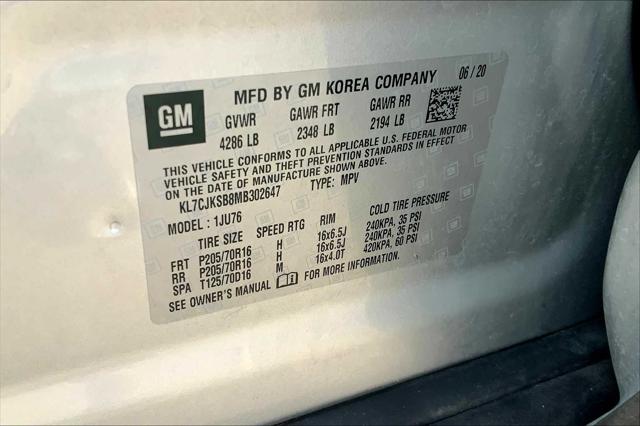 GM
MFD BY GM KOREA COMPANY 06/20
GVWR GAWR FRT GAWR RR
4286 LB 2348 LB 2194 LB
THIS VEHICLE CONFORMS TO ALL APPLICABLE U.S. FEDERAL MOTOR
VEHICLE SAFETY AND THEFT PREVENTION STANDARDS IN EFFECT
ON THE DATE OF MANUFACTURE SHOWN ABOVE.
KL7CJKSB8MB302647 TYPE: MPV
MODEL: 1JU76
TIRE SIZE SPEED RTG RIM COLD TIRE PRESSURE
FRT P205/70R16 H 16x6.5J 240KPA, 35 PSI
RR P205/70R16 H 16x6.5J 240KPA, 35 PSI
SPA T125/70D16 M 16x4.0T 420KPA, 60 PSI
SEE OWNER'S MANUAL FOR MORE INFORMATION.